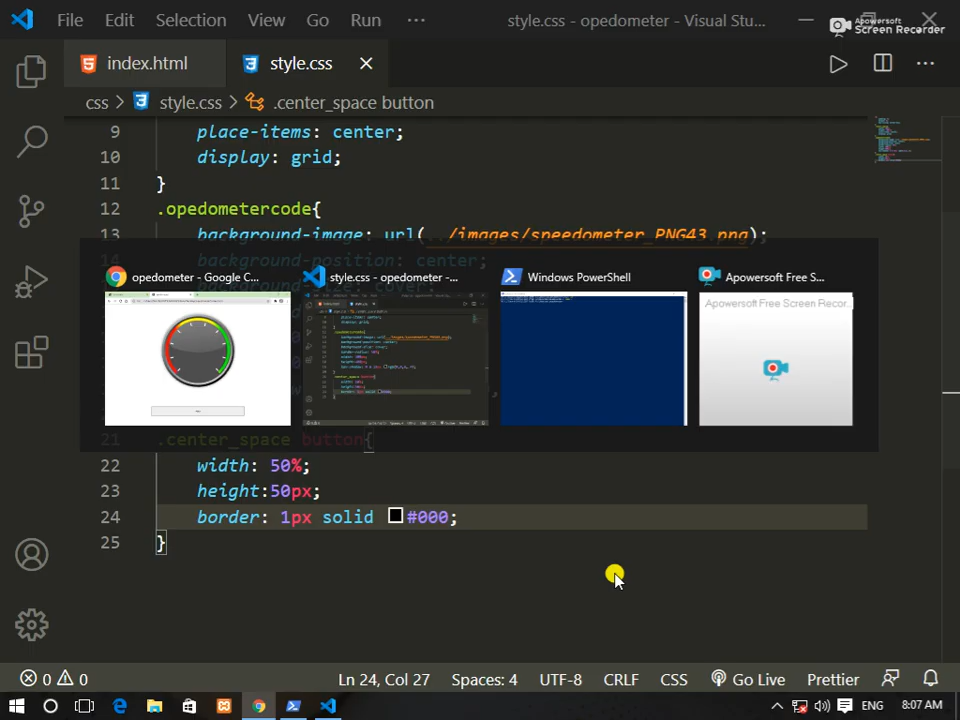 File Edit Selection View Go Run ··· style.css - opedometer - Visual Stu...
Apowersoft
Screen Recorder
index.html style.css
css > style.css > .center_space button
9 place-items: center;
10 display: grid;
11 }
12 .opedometercode{
13 background-image: url(../images/speedometer_PNG43.png);
background-position: center;
opedometer - Google C... style.css - opedometer -... Windows PowerShell Apowersoft Free S...
Apowersoft Free Screen Recor...
21 .center_space button{
22 width: 50%;
23 height:50px;
24 border: 1px solid #000;
25 }
0 0 Ln 24, Col 27 Spaces: 4 UTF-8 CRLF CSS Go Live Prettier
ENG 8:07 AM